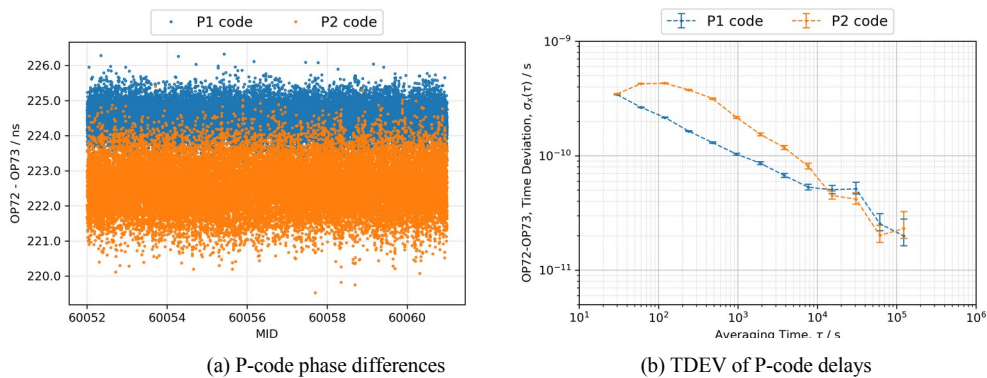 P1 code P2 code
226.0
225.0
224.0
223.0
222.0
221.0
220.0
OP72 - OP73 / ns
60052 60054 60056 60058 60060
MJD
(a) P-code phase differences
P1 code P2 code
10⁻⁹
10⁻¹⁰
10⁻¹¹
OP72-OP73, Time Deviation, σₓ(τ) / s
10¹ 10² 10³ 10⁴ 10⁵ 10⁶
Averaging Time, τ / s
(b) TDEV of P-code delays